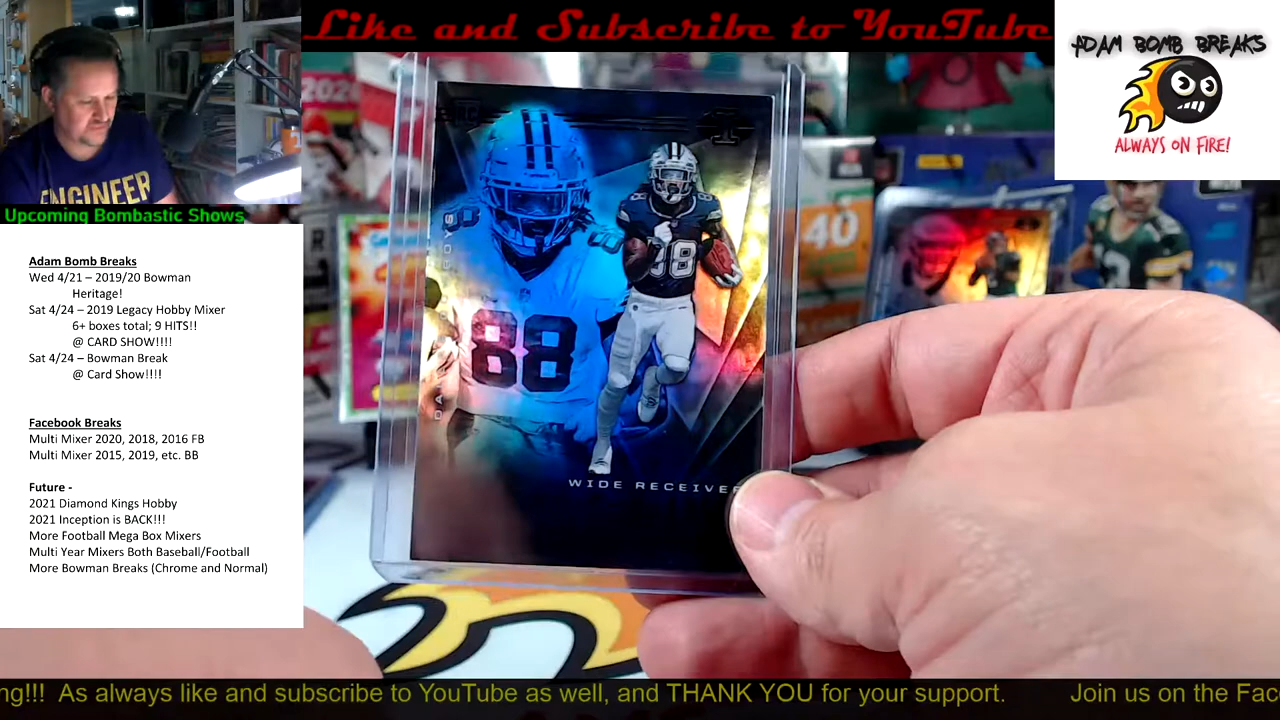 Like and Subscribe to YouTube
ADAM BOMB BREAKS
ALWAYS ON FIRE!
ENGINEER
Upcoming Bombastic Shows
Adam Bomb Breaks
Wed 4/21 – 2019/20 Bowman
Heritage!
Sat 4/24 – 2019 Legacy Hobby Mixer
6+ boxes total; 9 HITS!!
@ CARD SHOW!!!!
Sat 4/24 – Bowman Break
@ Card Show!!!!
Facebook Breaks
Multi Mixer 2020, 2018, 2016 FB
Multi Mixer 2015, 2019, etc. BB
Future -
2021 Diamond Kings Hobby
2021 Inception is BACK!!!
More Football Mega Box Mixers
Multi Year Mixers Both Baseball/Football
More Bowman Breaks (Chrome and Normal)
2020
40
88
88
WIDE RECEIVER
ng!!! As always like and subscribe to YouTube as well, and THANK YOU for your support. Join us on the Fac